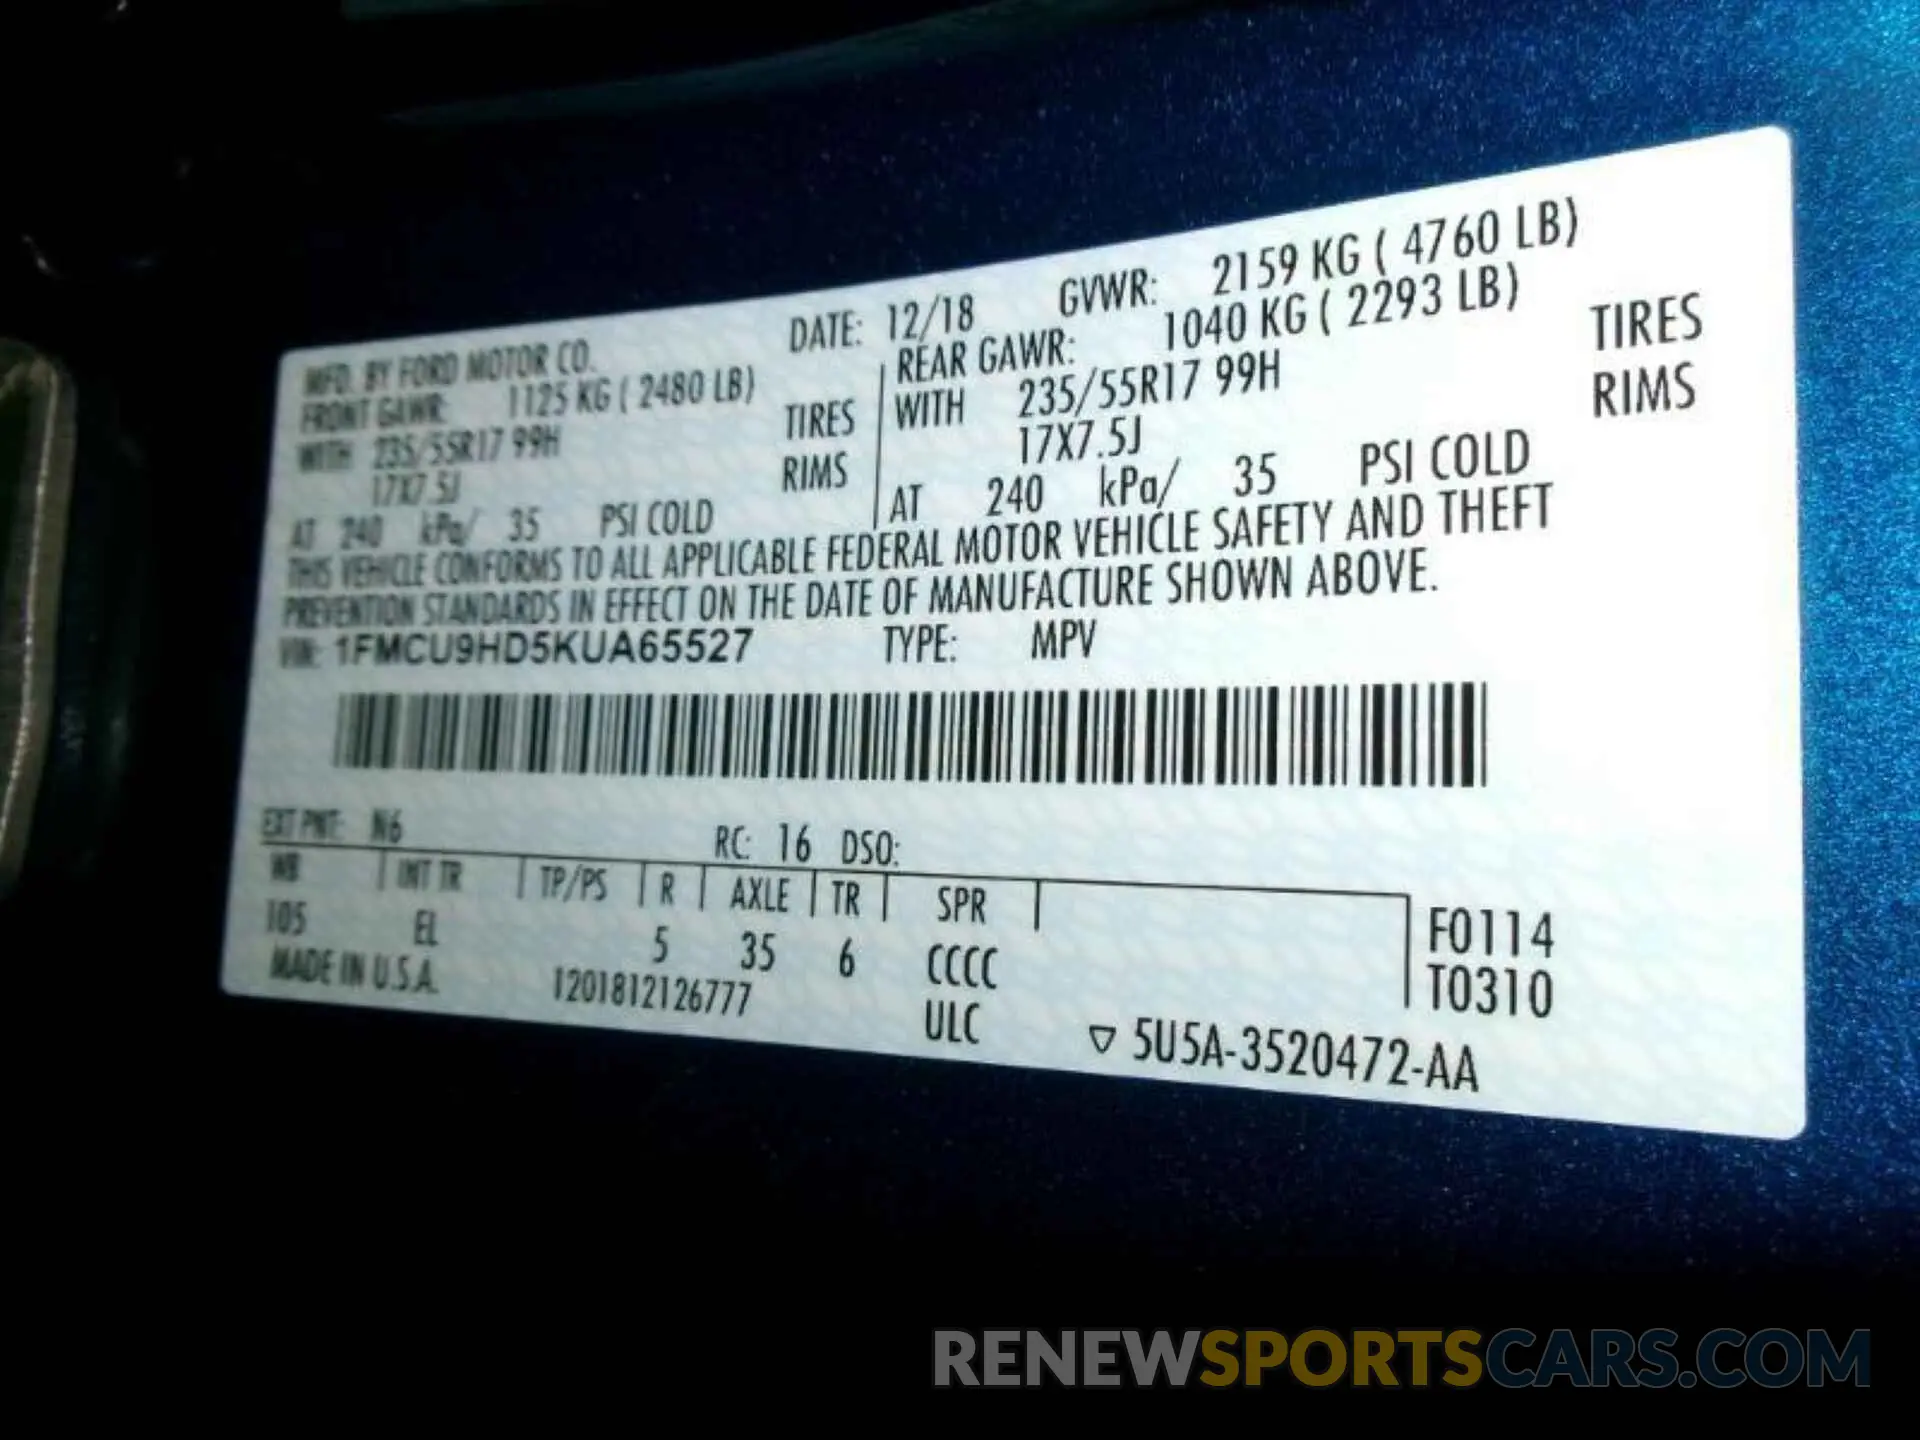 MFD. BY FORD MOTOR CO. DATE: 12/18 GVWR: 2159 KG ( 4760 LB)
FRONT GAWR: 1125 KG ( 2480 LB) REAR GAWR: 1040 KG ( 2293 LB)
WITH 235/55R17 99H TIRES WITH 235/55R17 99H TIRES
17X7.5J RIMS 17X7.5J RIMS
AT 240 kPa/ 35 PSI COLD AT 240 kPa/ 35 PSI COLD
THIS VEHICLE CONFORMS TO ALL APPLICABLE FEDERAL MOTOR VEHICLE SAFETY AND THEFT
PREVENTION STANDARDS IN EFFECT ON THE DATE OF MANUFACTURE SHOWN ABOVE.
VIN: 1FMCU9HD5KUA65527 TYPE: MPV
EXT PNT: N6 RC: 16 DSO:
WB INT TR TP/PS R AXLE TR SPR F0114
105 EL 5 35 6 CCCC T0310
MADE IN U.S.A. 1201812126777 ULC ▽ 5U5A-3520472-AA
RENEWSPORTSCARS.COM